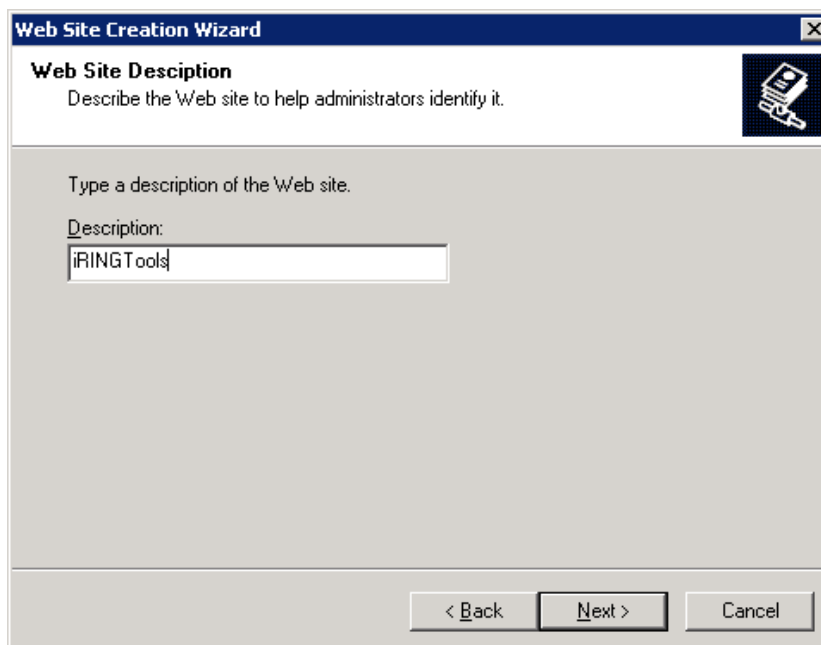 Web Site Creation Wizard
Web Site Desciption
Describe the Web site to help administrators identify it.
Type a description of the Web site.
Description:
iRINGTools
< Back Next > Cancel